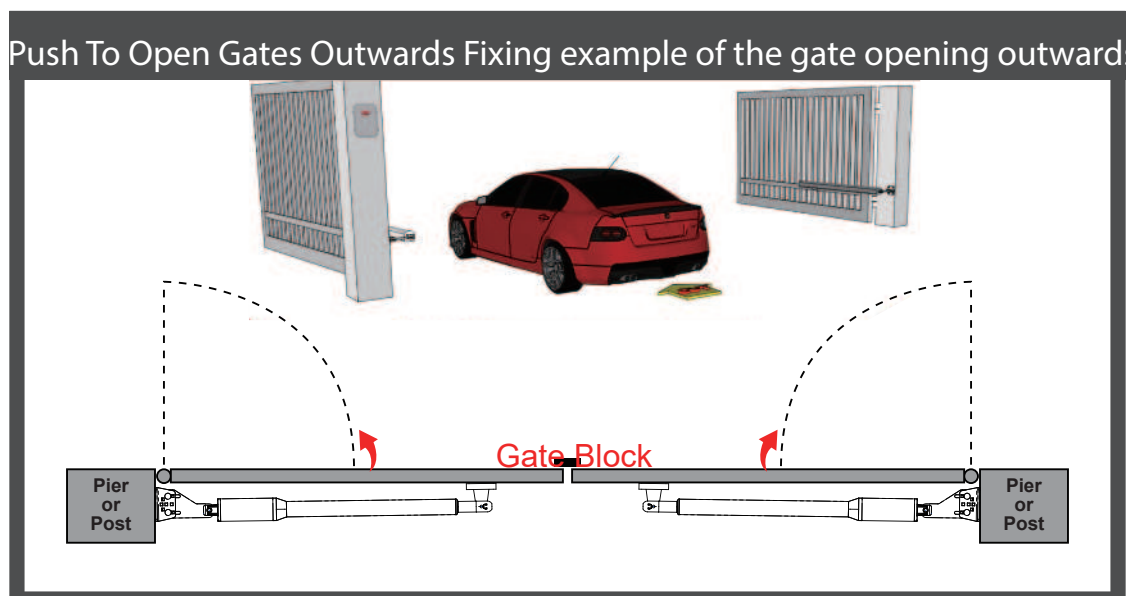 Push To Open Gates Outwards Fixing example of the gate opening outwards
Gate Block
Pier
or
Post
Pier
or
Post